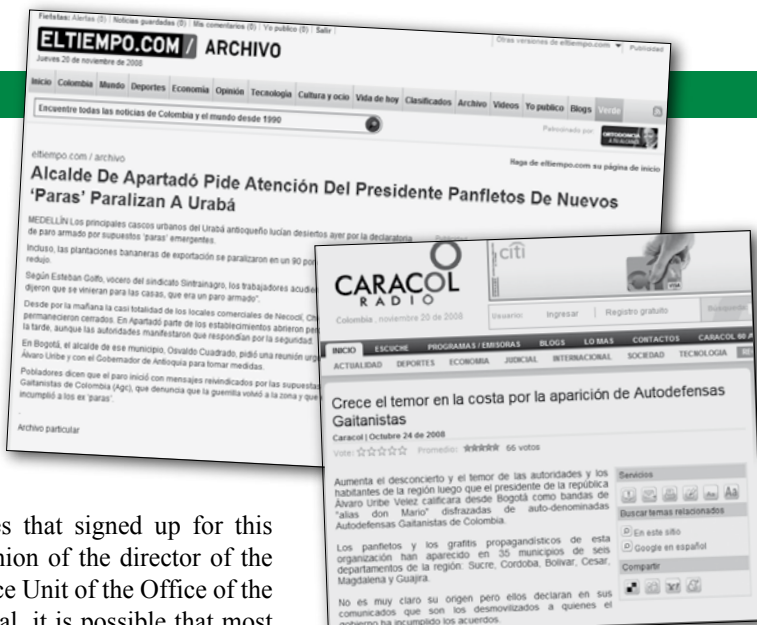 Fietstas: Alertas (0) | Noticias guardadas (0) | Mis comentarios (0) | Yo publico (0) | Salir
Otras versiones de eltiempo.com
Publicidad
ELTIEMPO.COM / ARCHIVO
Jueves 20 de noviembre de 2008
Inicio Colombia Mundo Deportes Economía Opinión Tecnología Cultura y ocio Vida de hoy Clasificados Archivo Videos Yo publico Blogs Verde
Encuentre todas las noticias de Colombia y el mundo desde 1990
Patrocinado por:
ORTODONCIA
eltiempo.com / archivo
Haga de eltiempo.com su página de inicio
Alcalde De Apartadó Pide Atención Del Presidente Panfletos De Nuevos
'Paras' Paralizan A Urabá
MEDELLÍN Los principales cascos urbanos del Urabá antioqueño lucían desiertos ayer por la declaratoria
de paro armado por supuestos 'paras' emergentes.
Incluso, las plantaciones bananeras de exportación se paralizaron en un 90 por
redujo.
Según Esteban Golfo, vocero del sindicato Sintrainagro, los trabajadores acudie
dijeron que se vinieran para las casas, que era un paro armado".
Desde por la mañana la casi totalidad de los locales comerciales de Necoclí, Ch
permanecieron cerrados. En Apartadó parte de los establecimientos abrieron per
la tarde, aunque las autoridades manifestaron que respondían por la seguridad
En Bogotá, el alcalde de ese municipio, Osvaldo Cuadrado, pidió una reunión urg
Álvaro Uribe y con el Gobernador de Antioquia para tomar medidas.
Pobladores dicen que el paro inició con mensajes reivindicados por las supuestas
Gaitanistas de Colombia (Agc), que denuncia que la guerrilla volvió a la zona y que
incumplió a los ex 'paras'.
Archivo particular
CARACOL
RADIO
citi
Colombia, noviembre 20 de 2008
Usuario: Ingresar | Registro gratuito
INICIO ESCUCHE PROGRAMAS / EMISORAS BLOGS LO MAS CONTACTOS CARACOL 60 A
ACTUALIDAD DEPORTES ECONOMIA JUDICIAL INTERNACIONAL SOCIEDAD TECNOLOGIA
Crece el temor en la costa por la aparición de Autodefensas
Gaitanistas
Caracol | Octubre 24 de 2008
Vote: Promedio: 66 votos
Aumenta el desconcierto y el temor de las autoridades y los
habitantes de la región luego que el presidente de la república
Álvaro Uribe Velez calificara desde Bogotá como bandas de
"alias don Mario" disfrazadas de auto-denominadas
Autodefensas Gaitanistas de Colombia.
Los panfletos y los grafitis propagandisticos de esta
organización han aparecido en 35 municipios de seis
departamentos de la región: Sucre, Cordoba, Bolivar, Cesar,
Magdalena y Guajira.
No es muy claro su origen pero ellos declaran en sus
comunicados que son los desmovilizados a quienes el
gobierno ha incumplido los acuerdos.
Servicios
Buscar temas relacionados
En este sitio
Google en español
Compartir
es that signed up for this
nion of the director of the
ce Unit of the Office of the
al, it is possible that most